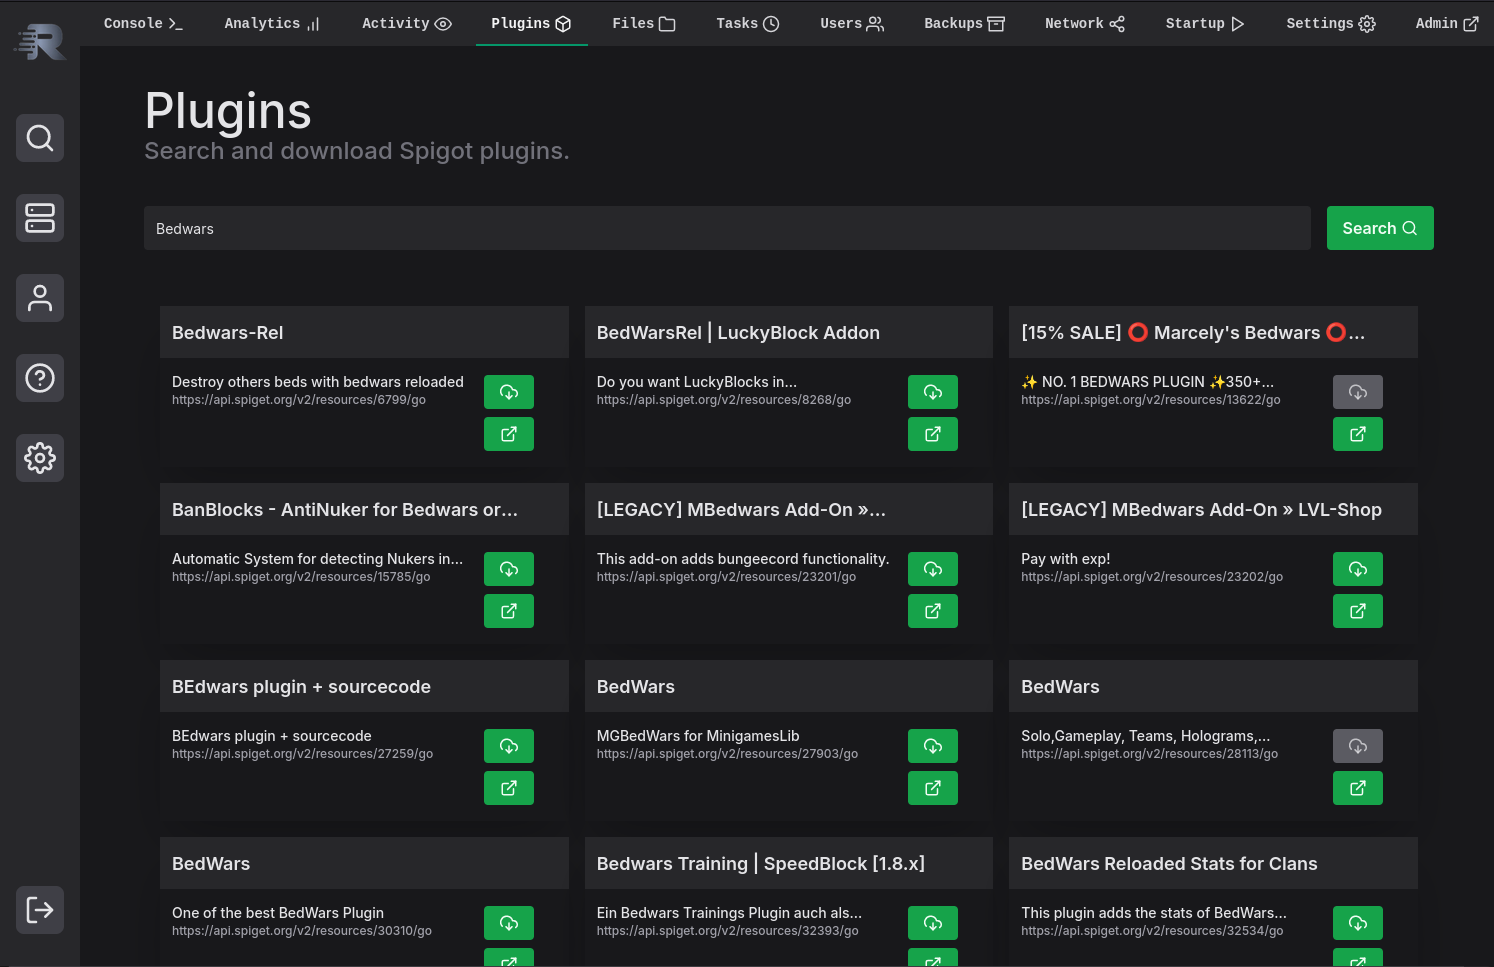 Console Analytics Activity Plugins Files Tasks Users Backups Network Startup Settings Admin
R
Plugins
Search and download Spigot plugins.
Bedwars
Search
Bedwars-Rel
Destroy others beds with bedwars reloaded
https://api.spiget.org/v2/resources/6799/go
BedWarsRel | LuckyBlock Addon
Do you want LuckyBlocks in...
https://api.spiget.org/v2/resources/8268/go
[15% SALE] ⭕ Marcely's Bedwars ⭕...
✨ NO. 1 BEDWARS PLUGIN ✨350+...
https://api.spiget.org/v2/resources/13622/go
BanBlocks - AntiNuker for Bedwars or...
Automatic System for detecting Nukers in...
https://api.spiget.org/v2/resources/15785/go
[LEGACY] MBedwars Add-On »...
This add-on adds bungeecord functionality.
https://api.spiget.org/v2/resources/23201/go
[LEGACY] MBedwars Add-On » LVL-Shop
Pay with exp!
https://api.spiget.org/v2/resources/23202/go
BEdwars plugin + sourcecode
BEdwars plugin + sourcecode
https://api.spiget.org/v2/resources/27259/go
BedWars
MGBedWars for MinigamesLib
https://api.spiget.org/v2/resources/27903/go
BedWars
Solo,Gameplay, Teams, Holograms,...
https://api.spiget.org/v2/resources/28113/go
BedWars
One of the best BedWars Plugin
https://api.spiget.org/v2/resources/30310/go
Bedwars Training | SpeedBlock [1.8.x]
Ein Bedwars Trainings Plugin auch als...
https://api.spiget.org/v2/resources/32393/go
BedWars Reloaded Stats for Clans
This plugin adds the stats of BedWars...
https://api.spiget.org/v2/resources/32534/go